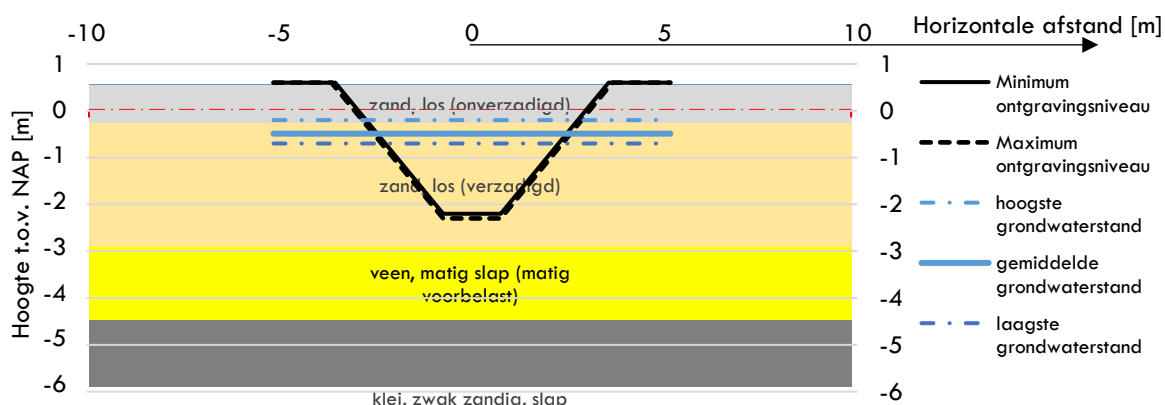 Horizontale afstand [m]
-10 -5 0 5 10
Hoogte t.o.v. NAP [m]
1 1
0 0
-1 -1
-2 -2
-3 -3
-4 -4
-5 -5
-6 -6
zand, los (onverzadigd)
zand, los (verzadigd)
veen, matig slap (matig
voorbelast)
klei, zwak zandig, slap
Minimum
ontgravingsniveau
Maximum
ontgravingsniveau
hoogste
grondwaterstand
gemiddelde
grondwaterstand
laagste
grondwaterstand